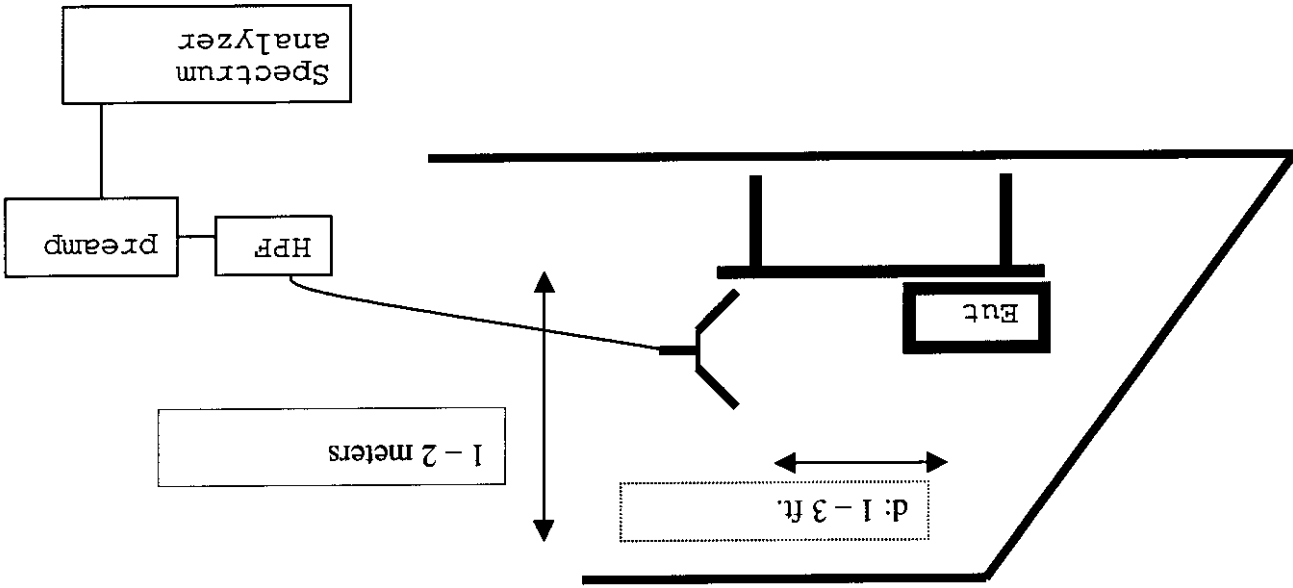 d: 1 – 3 ft.
1 – 2 meters
Eut
HPF
preamp
Spectrum
analyzer